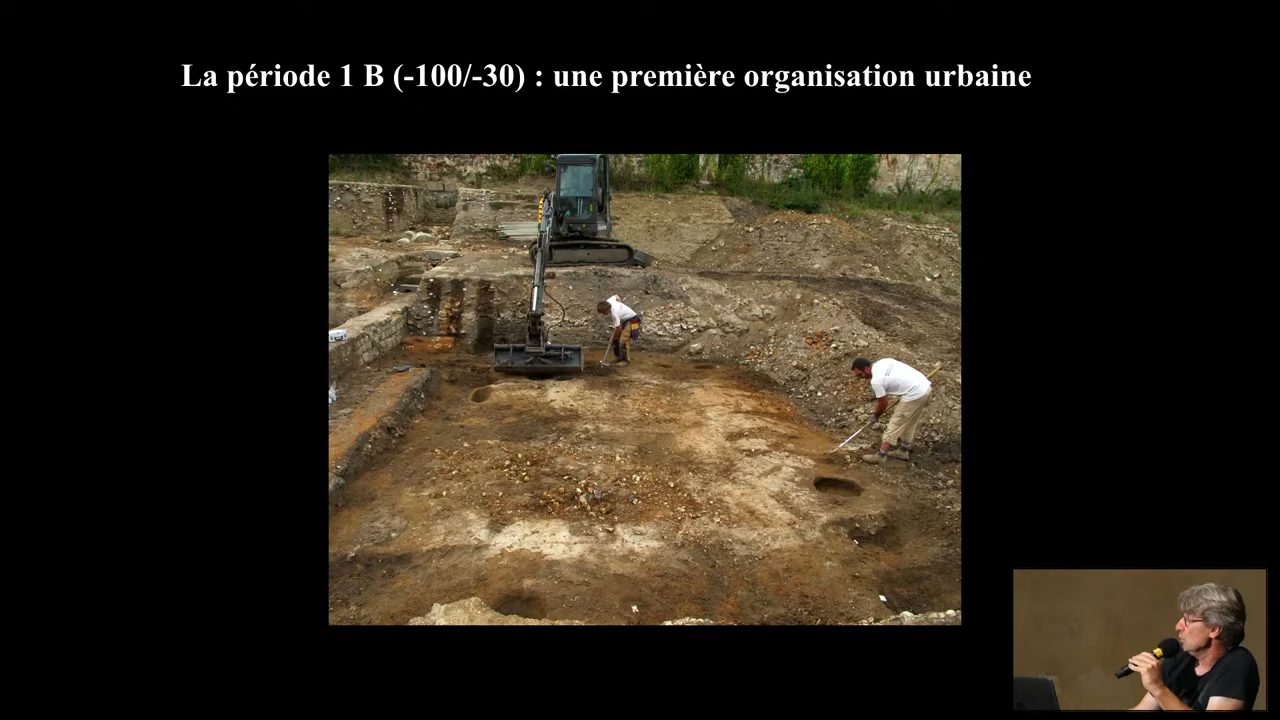 La période 1 B (-100/-30) : une première organisation urbaine